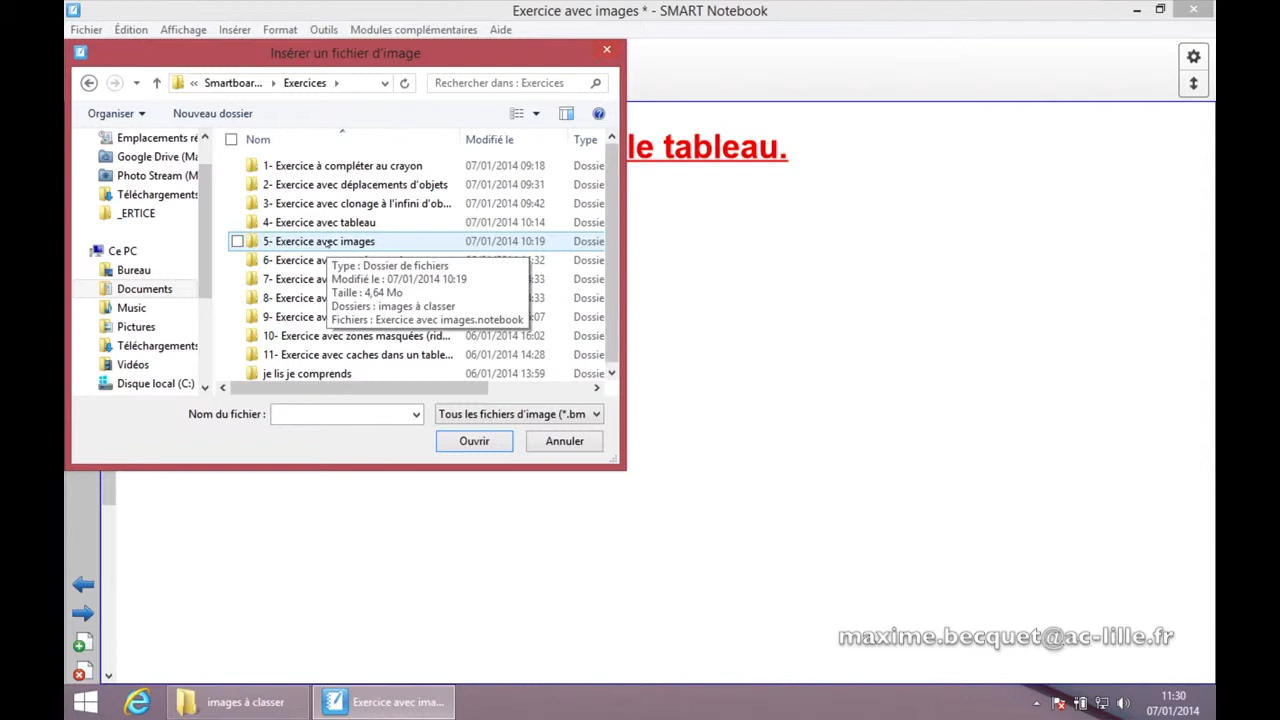 Exercice avec images * - SMART Notebook
Fichier Édition Affichage Insérer Format Outils Modules complémentaires Aide
Insérer un fichier d'image
« Smartboar... Exercices
Rechercher dans : Exercices
Organiser Nouveau dossier
Nom Modifié le Type
Emplacements ré
Google Drive (Ma
Photo Stream (M
Téléchargements
_ERTICE
Ce PC
Bureau
Documents
Music
Pictures
Téléchargements
Vidéos
Disque local (C:)
1- Exercice à compléter au crayon 07/01/2014 09:18 Dossie
2- Exercice avec déplacements d'objets 07/01/2014 09:31 Dossie
3- Exercice avec clonage à l'infini d'ob... 07/01/2014 09:42 Dossie
4- Exercice avec tableau 07/01/2014 10:14 Dossie
5- Exercice avec images 07/01/2014 10:19 Dossie
6- Exercice av :32 Dossie
7- Exercice av :33 Dossie
8- Exercice av :33 Dossie
9- Exercice av :07 Dossie
10- Exercice avec zones masquées (rid... 06/01/2014 16:02 Dossie
11- Exercice avec caches dans un table... 06/01/2014 14:28 Dossie
je lis je comprends 06/01/2014 13:59 Dossie
Type : Dossier de fichiers
Modifié le : 07/01/2014 10:19
Taille : 4,64 Mo
Dossiers : images à classer
Fichiers : Exercice avec images.notebook
Nom du fichier :
Tous les fichiers d'image (*.bm
Ouvrir Annuler
le tableau.
maxime.becquet@ac-lille.fr
images à classer
Exercice avec ima...
11:30
07/01/2014